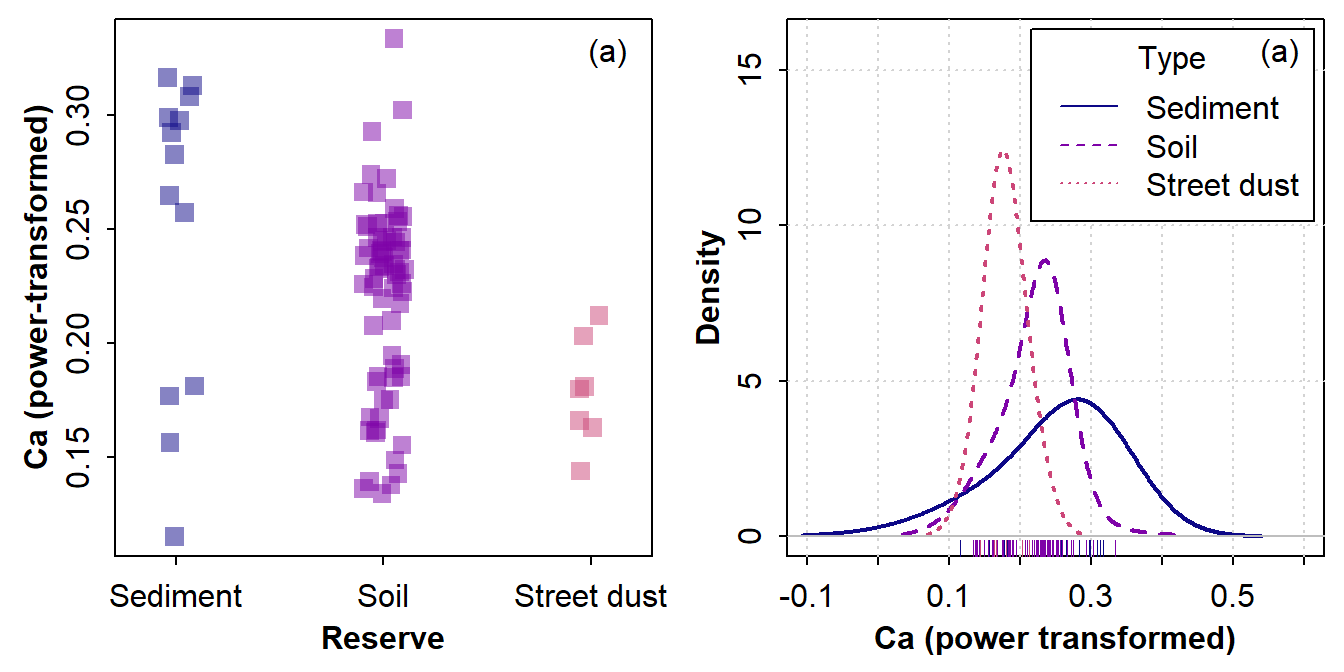 (a)
0.30
0.25
0.20
0.15
Ca (power-transformed)
Sediment Soil Street dust
Reserve
(a)
Type
Sediment
Soil
Street dust
15
10
5
0
Density
-0.1 0.1 0.3 0.5
Ca (power transformed)